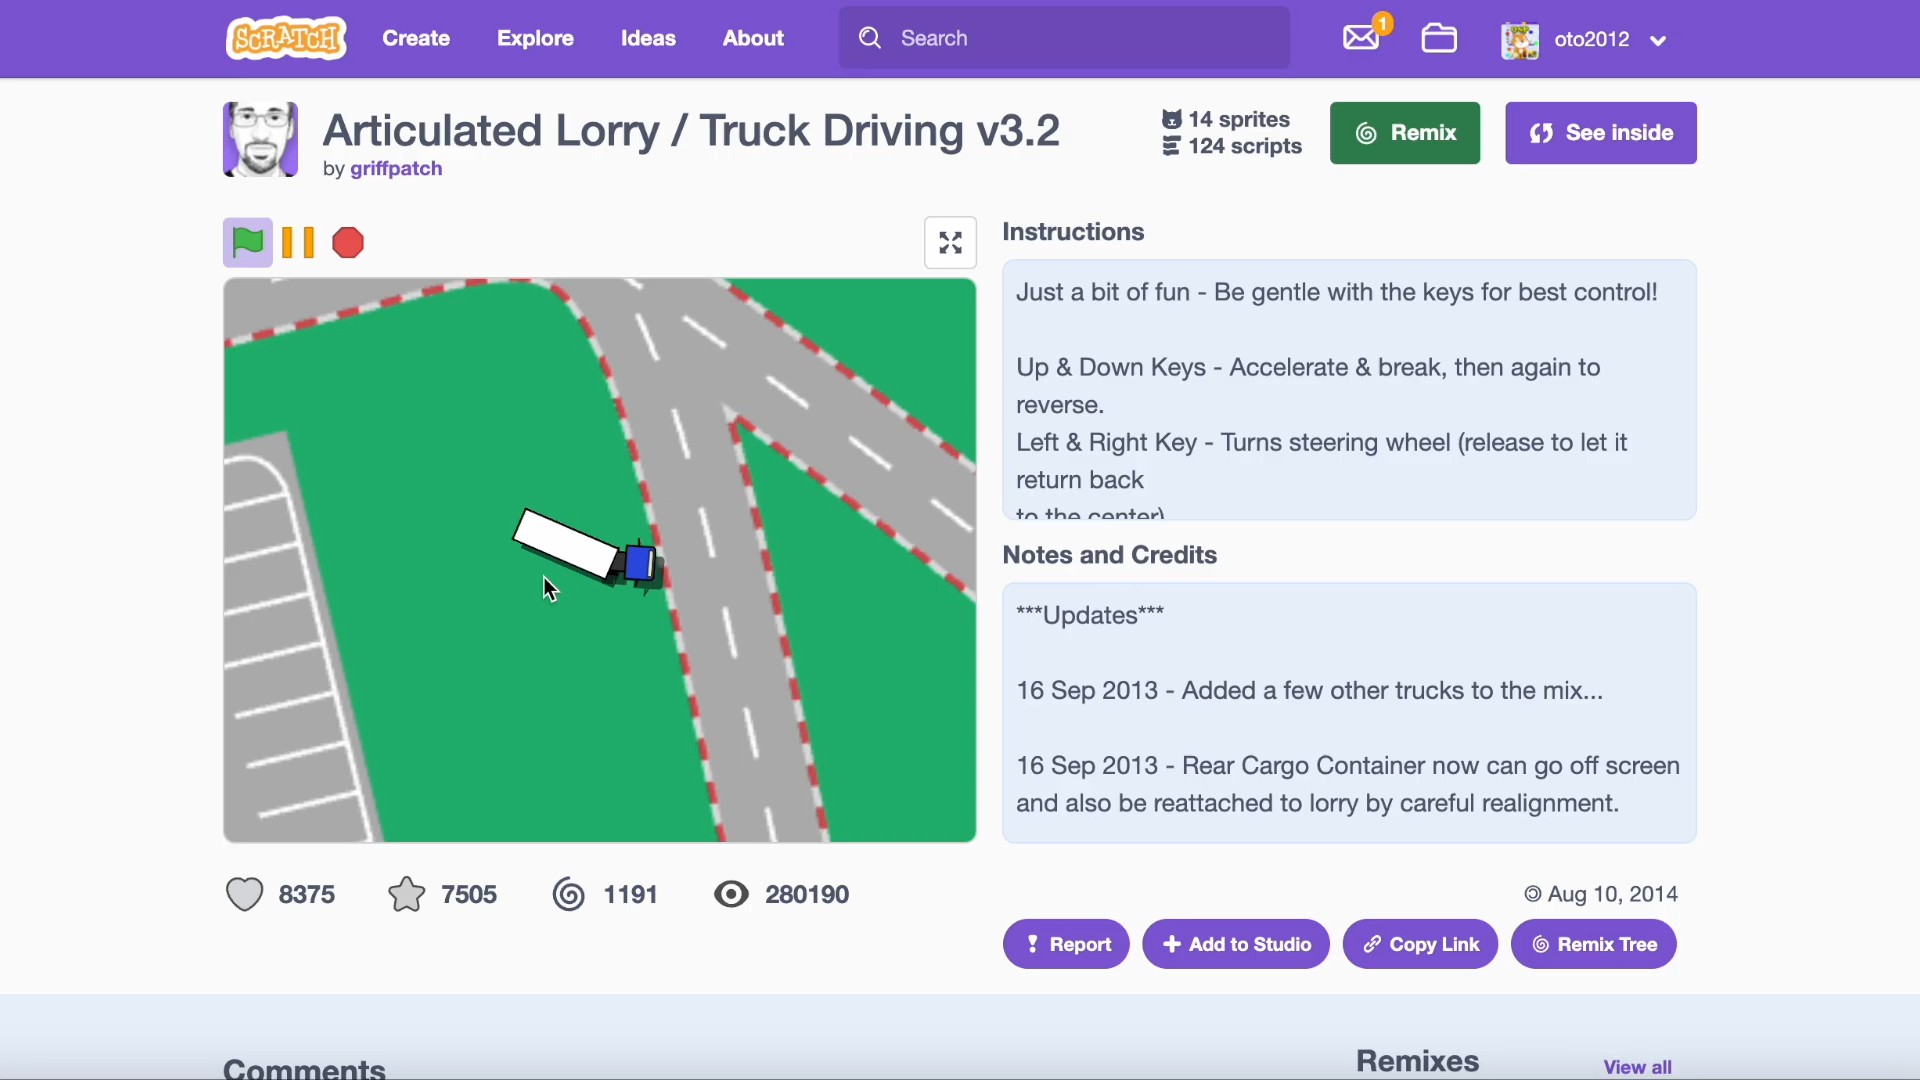 SCRATCH Create Explore Ideas About Search 1 oto2012
Articulated Lorry / Truck Driving v3.2
by griffpatch
14 sprites
124 scripts
Remix
See inside
Instructions
Just a bit of fun - Be gentle with the keys for best control!
Up & Down Keys - Accelerate & break, then again to
reverse.
Left & Right Key - Turns steering wheel (release to let it
return back
to the center)
Notes and Credits
***Updates***
16 Sep 2013 - Added a few other trucks to the mix...
16 Sep 2013 - Rear Cargo Container now can go off screen
and also be reattached to lorry by careful realignment.
8375 7505 1191 280190
Aug 10, 2014
Report Add to Studio Copy Link Remix Tree
Comments
Remixes
View all